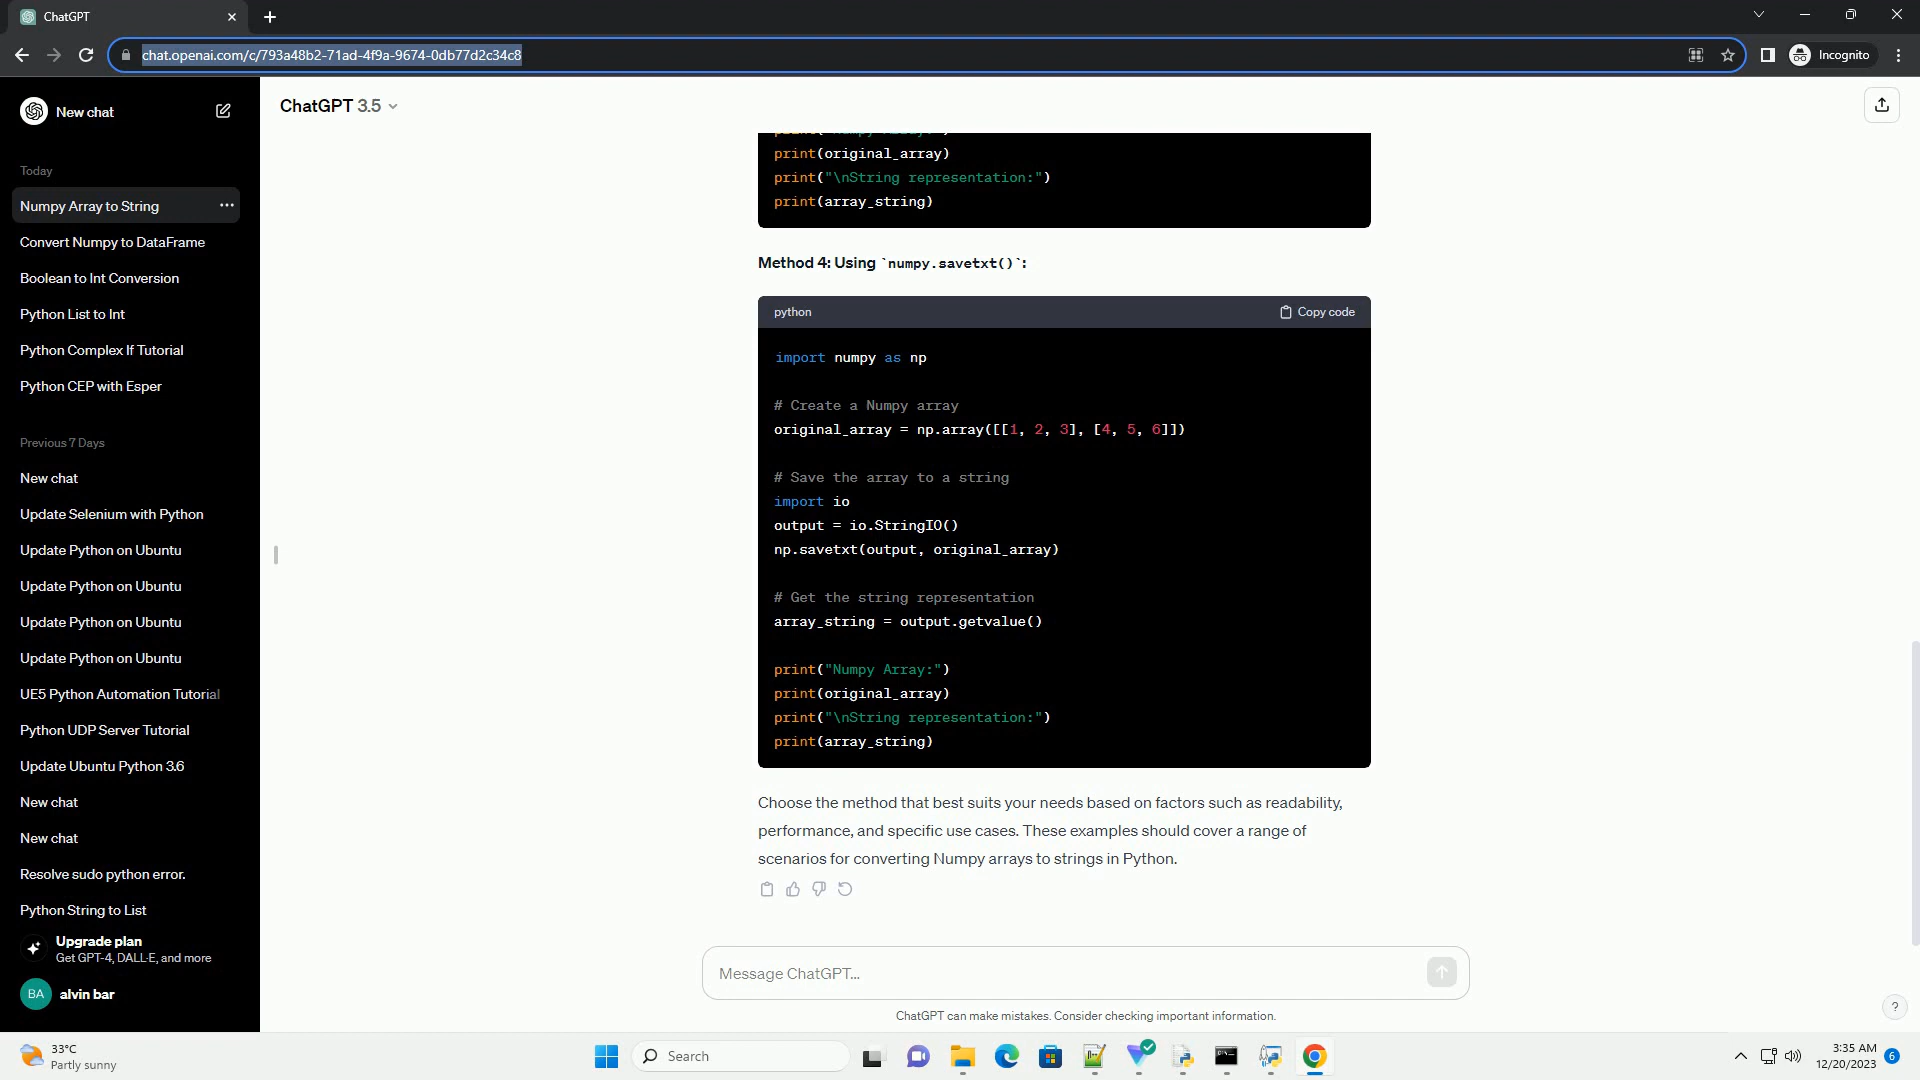 ChatGPT
chat.openai.com/c/793a48b2-71ad-4f9a-9674-0db77d2c34c8
Incognito
New chat
Today
Numpy Array to String
Convert Numpy to DataFrame
Boolean to Int Conversion
Python List to Int
Python Complex If Tutorial
Python CEP with Esper
Previous 7 Days
New chat
Update Selenium with Python
Update Python on Ubuntu
Update Python on Ubuntu
Update Python on Ubuntu
Update Python on Ubuntu
UE5 Python Automation Tutorial
Python UDP Server Tutorial
Update Ubuntu Python 3.6
New chat
New chat
Resolve sudo python error.
Python String to List
Upgrade plan
Get GPT-4, DALL·E, and more
BA alvin bar
ChatGPT 3.5
print(original_array)
print("\nString representation:")
print(array_string)
Method 4: Using `numpy.savetxt()`:
python
Copy code
import numpy as np
# Create a Numpy array
original_array = np.array([[1, 2, 3], [4, 5, 6]])
# Save the array to a string
import io
output = io.StringIO()
np.savetxt(output, original_array)
# Get the string representation
array_string = output.getvalue()
print("Numpy Array:")
print(original_array)
print("\nString representation:")
print(array_string)
Choose the method that best suits your needs based on factors such as readability,
performance, and specific use cases. These examples should cover a range of
scenarios for converting Numpy arrays to strings in Python.
Message ChatGPT...
ChatGPT can make mistakes. Consider checking important information.
?
33°C
Partly sunny
Search
3:35 AM
12/20/2023
6